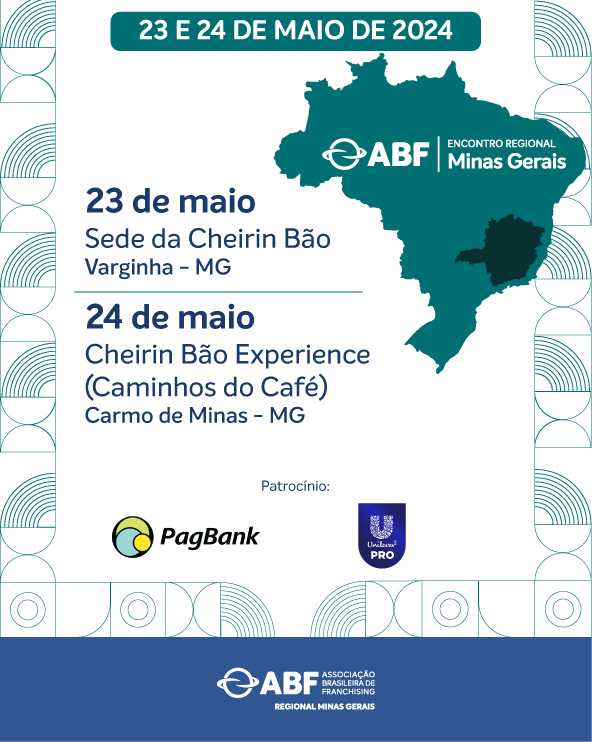 23 E 24 DE MAIO DE 2024
ABF
ENCONTRO REGIONAL
Minas Gerais
23 de maio
Sede da Cheirin Bão
Varginha – MG
24 de maio
Cheirin Bão Experience
(Caminhos do Café)
Carmo de Minas – MG
Patrocínio:
PagBank
Unilever
PRO
ABF
ASSOCIAÇÃO
BRASILEIRA DE
FRANCHISING
REGIONAL MINAS GERAIS